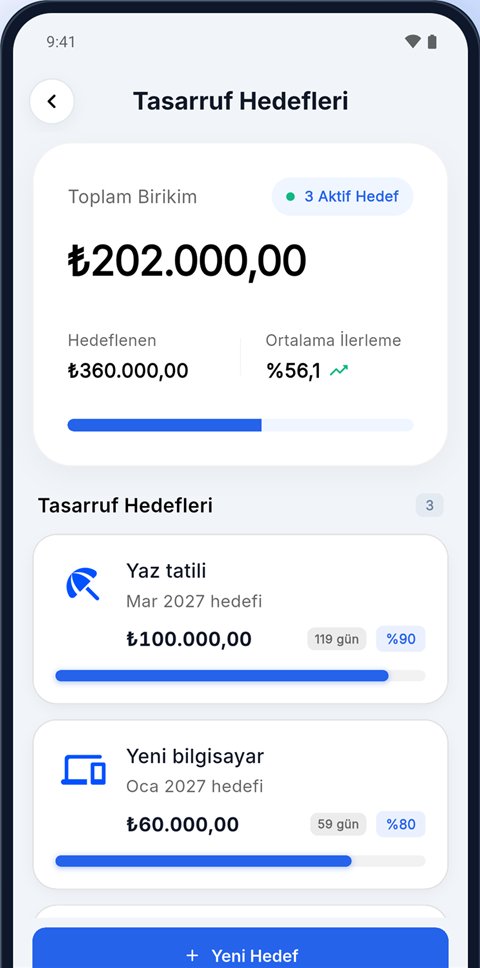 9:41
Tasarruf Hedefleri
Toplam Birikim
3 Aktif Hedef
₺202.000,00
Hedeflenen
Ortalama İlerleme
₺360.000,00
%56,1
Tasarruf Hedefleri
3
Yaz tatili
Mar 2027 hedefi
₺100.000,00
119 gün
%90
Yeni bilgisayar
Oca 2027 hedefi
₺60.000,00
59 gün
%80
+ Yeni Hedef